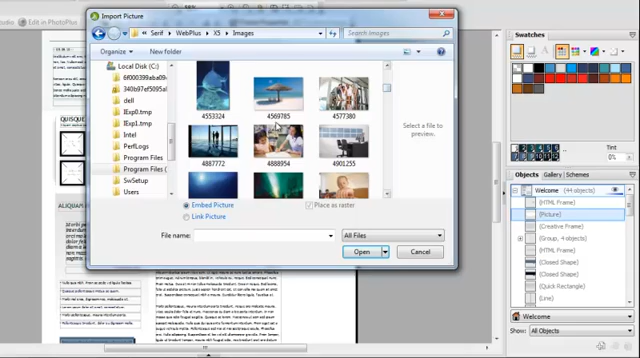 Import Picture
Serif ▸ WebPlus ▸ X5 ▸ Images
Search Images
Edit in PhotoPlus
Organize
New folder
Local Disk (C:)
dell
IExp0.tmp
IExp1.tmp
Intel
PerfLogs
Program Files
Program Files (
SwSetup
Users
4553324
4569785
4577380
4887772
4888954
4901255
Select a file to
preview.
Embed Picture
Link Picture
Place as raster
File name:
All Files
Open
Cancel
QUISQUE
ALIQUAM
Swatches
Tint
0%
Objects
Gallery
Schemes
Welcome (44 objects)
(HTML Frame)
(Picture)
(Creative Frame)
(Group, 4 objects)
(Closed Shape)
(Closed Shape)
(Quick Rectangle)
(Line)
Welcome
Show:
All Objects